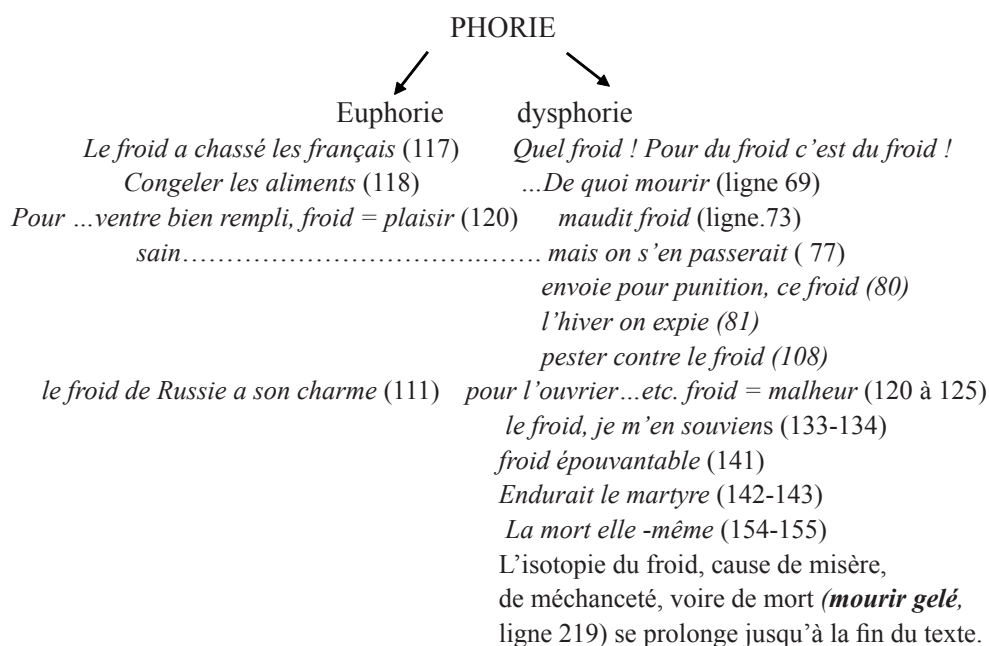 PHORIE
Euphorie dysphorie
Le froid a chassé les français (117) Quel froid ! Pour du froid c’est du froid !
Congeler les aliments (118) …De quoi mourir (ligne 69)
Pour …ventre bien rempli, froid = plaisir (120) maudit froid (ligne.73)
sain…………………………….……. mais on s’en passerait ( 77)
envoie pour punition, ce froid (80)
l’hiver on expie (81)
pester contre le froid (108)
le froid de Russie a son charme (111) pour l’ouvrier…etc. froid = malheur (120 à 125)
le froid, je m’en souviens (133-134)
froid épouvantable (141)
Endurait le martyre (142-143)
La mort elle -même (154-155)
L’isotopie du froid, cause de misère,
de méchanceté, voire de mort (mourir gelé,
ligne 219) se prolonge jusqu’à la fin du texte.